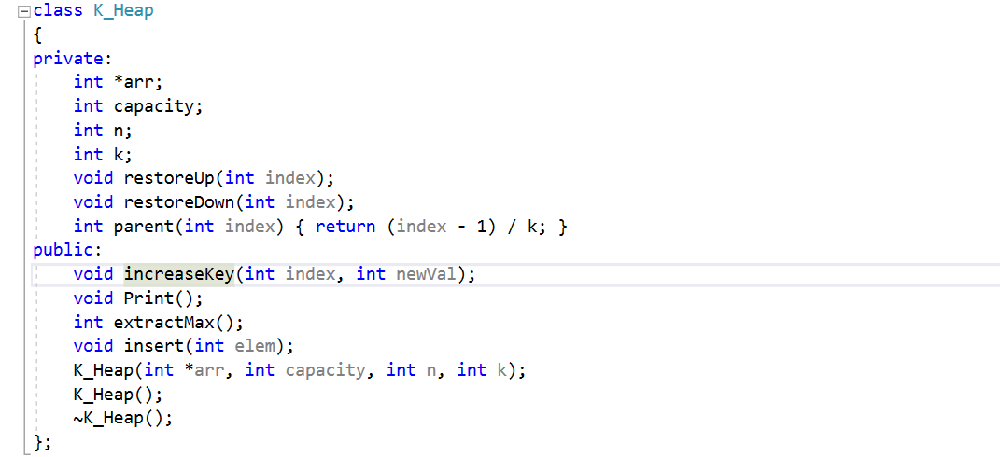 class K_Heap
{
private:
    int *arr;
    int capacity;
    int n;
    int k;
    void restoreUp(int index);
    void restoreDown(int index);
    int parent(int index) { return (index - 1) / k; }
public:
    void increaseKey(int index, int newVal);
    void Print();
    int extractMax();
    void insert(int elem);
    K_Heap(int *arr, int capacity, int n, int k);
    K_Heap();
    ~K_Heap();
};